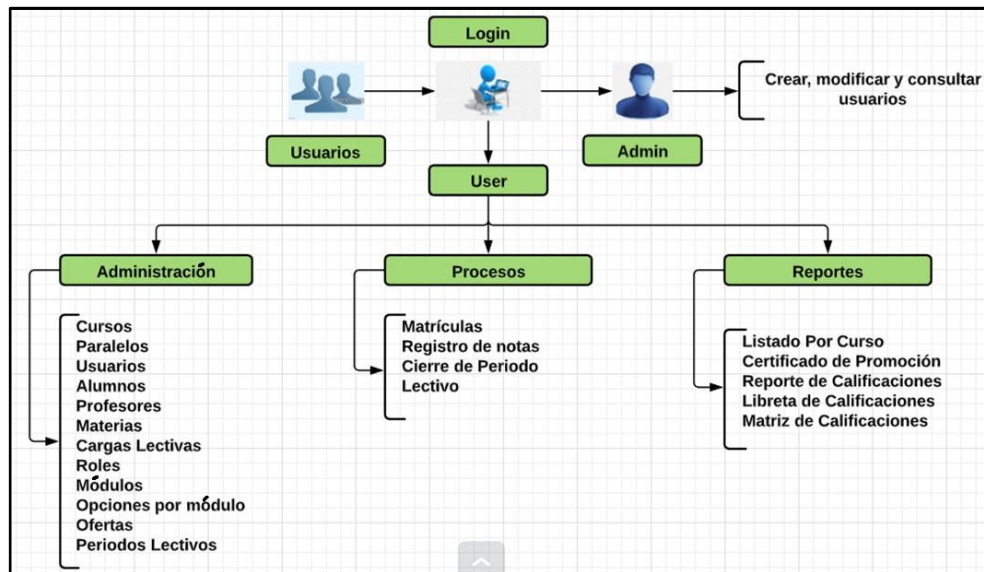 Login
Crear, modificar y consultar
usuarios
Usuarios
Admin
User
Administración
Procesos
Reportes
Cursos
Paralelos
Usuarios
Alumnos
Profesores
Materias
Cargas Lectivas
Roles
Módulos
Opciones por módulo
Ofertas
Periodos Lectivos
Matrículas
Registro de notas
Cierre de Periodo
Lectivo
Listado Por Curso
Certificado de Promoción
Reporte de Calificaciones
Libreta de Calificaciones
Matriz de Calificaciones